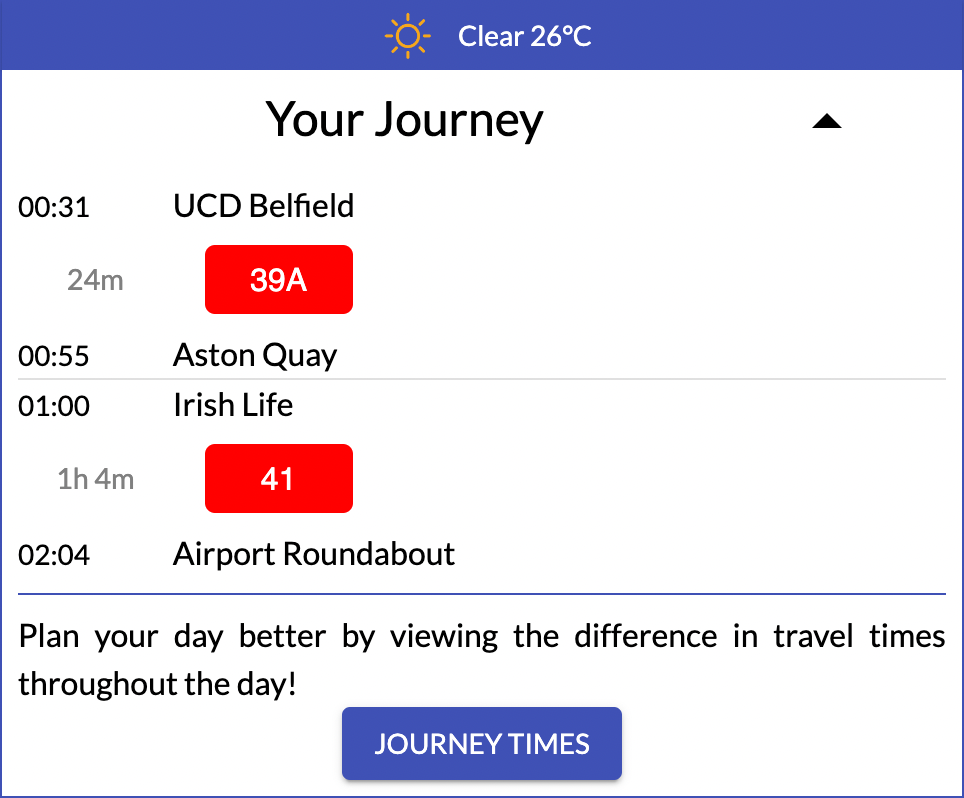 Clear 26°C
Your Journey
00:31 UCD Belfield
24m 39A
00:55 Aston Quay
01:00 Irish Life
1h 4m 41
02:04 Airport Roundabout
Plan your day better by viewing the difference in travel times
throughout the day!
JOURNEY TIMES